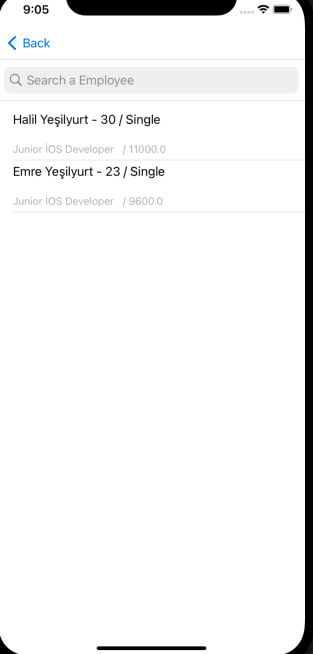 9:05
Back
Search a Employee
Halil Yeşilyurt - 30 / Single
Junior İOS Developer / 11000.0
Emre Yeşilyurt - 23 / Single
Junior İOS Developer / 9600.0